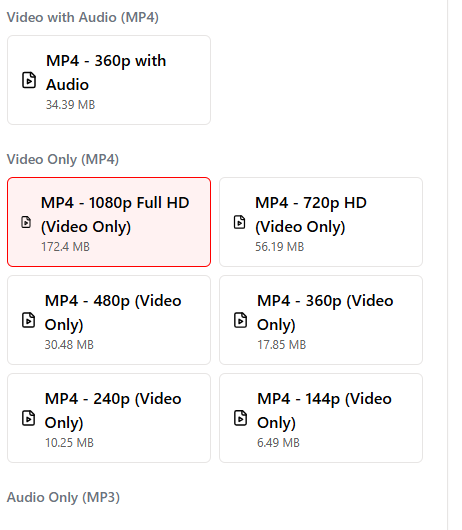 Video with Audio (MP4)
MP4 - 360p with
Audio
34.39 MB
Video Only (MP4)
MP4 - 1080p Full HD
(Video Only)
172.4 MB
MP4 - 720p HD
(Video Only)
56.19 MB
MP4 - 480p (Video
Only)
30.48 MB
MP4 - 360p (Video
Only)
17.85 MB
MP4 - 240p (Video
Only)
10.25 MB
MP4 - 144p (Video
Only)
6.49 MB
Audio Only (MP3)